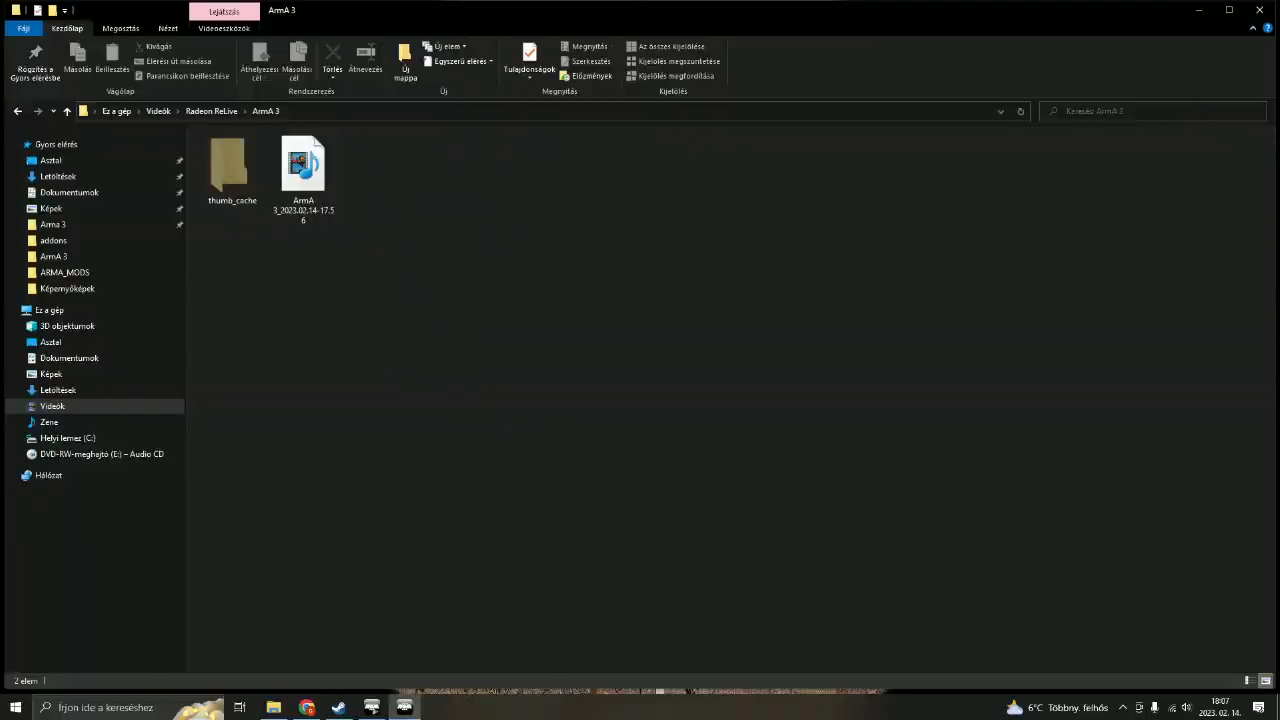 Lejátszás
ArmA 3
Fájl
Kezdőlap
Megosztás
Nézet
Videoeszközök
Rögzítés a Gyors elérésbe
Másolás
Beillesztés
Kivágás
Elérési út másolása
Parancsikon beillesztése
Vágólap
Áthelyezési cél
Másolási cél
Törlés
Átnevezés
Rendszerezés
Új mappa
Új elem
Egyszerű elérés
Új
Tulajdonságok
Megnyitás
Szerkesztés
Előzmények
Megnyitás
Az összes kijelölése
Kijelölés megszüntetése
Kijelölés megfordítása
Kijelölés
Ez a gép
Videók
Radeon ReLive
ArmA 3
Keresés: ArmA 3
Gyors elérés
Asztal
Letöltések
Dokumentumok
Képek
Arma 3
addons
ArmA 3
ARMA_MODS
Képernyőképek
Ez a gép
3D objektumok
Asztal
Dokumentumok
Képek
Letöltések
Videók
Zene
Helyi lemez (C:)
DVD-RW-meghajtó (E:) – Audio CD
Hálózat
thumb_cache
ArmA
3_2023.02.14-17.5
6
2 elem
Írjon ide a kereséshez
6°C Többny. felhős
18:07
2023. 02. 14.